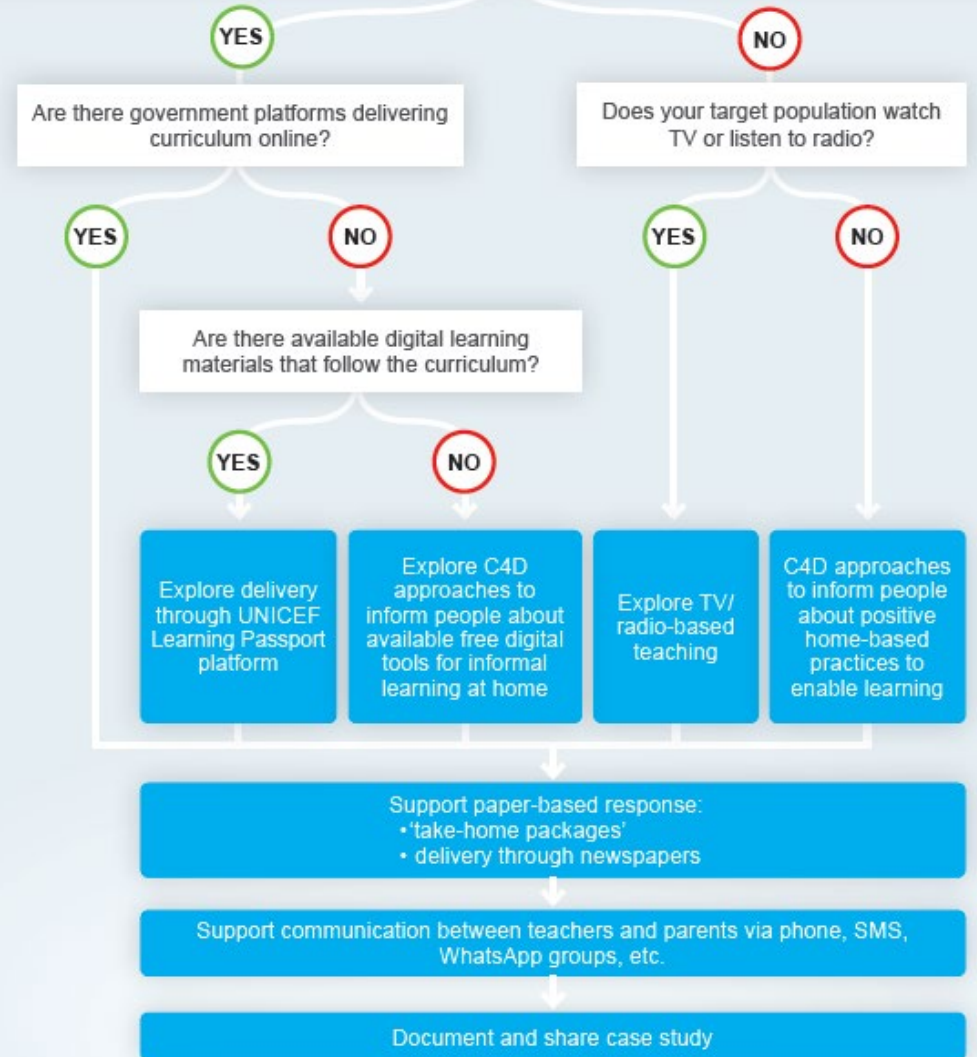 YES
NO
Are there government platforms delivering
curriculum online?
Does your target population watch
TV or listen to radio?
YES
NO
YES
NO
Are there available digital learning
materials that follow the curriculum?
YES
NO
Explore delivery
through UNICEF
Learning Passport
platform
Explore C4D
approaches to
inform people about
available free digital
tools for informal
learning at home
Explore TV/
radio-based
teaching
C4D approaches
to inform people
about positive
home-based
practices to
enable learning
Support paper-based response:
•‘take-home packages’
• delivery through newspapers
Support communication between teachers and parents via phone, SMS,
WhatsApp groups, etc.
Document and share case study